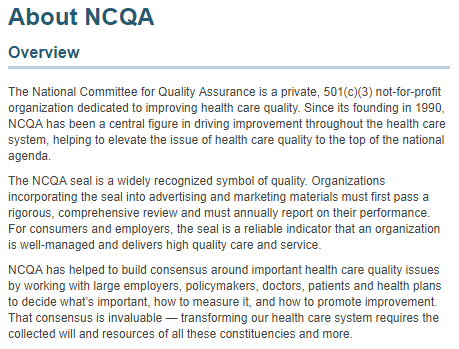 About NCQA
Overview
The National Committee for Quality Assurance is a private, 501(c)(3) not-for-profit
organization dedicated to improving health care quality. Since its founding in 1990,
NCQA has been a central figure in driving improvement throughout the health care
system, helping to elevate the issue of health care quality to the top of the national
agenda.
The NCQA seal is a widely recognized symbol of quality. Organizations
incorporating the seal into advertising and marketing materials must first pass a
rigorous, comprehensive review and must annually report on their performance.
For consumers and employers, the seal is a reliable indicator that an organization
is well-managed and delivers high quality care and service.
NCQA has helped to build consensus around important health care quality issues
by working with large employers, policymakers, doctors, patients and health plans
to decide what’s important, how to measure it, and how to promote improvement.
That consensus is invaluable — transforming our health care system requires the
collected will and resources of all these constituencies and more.